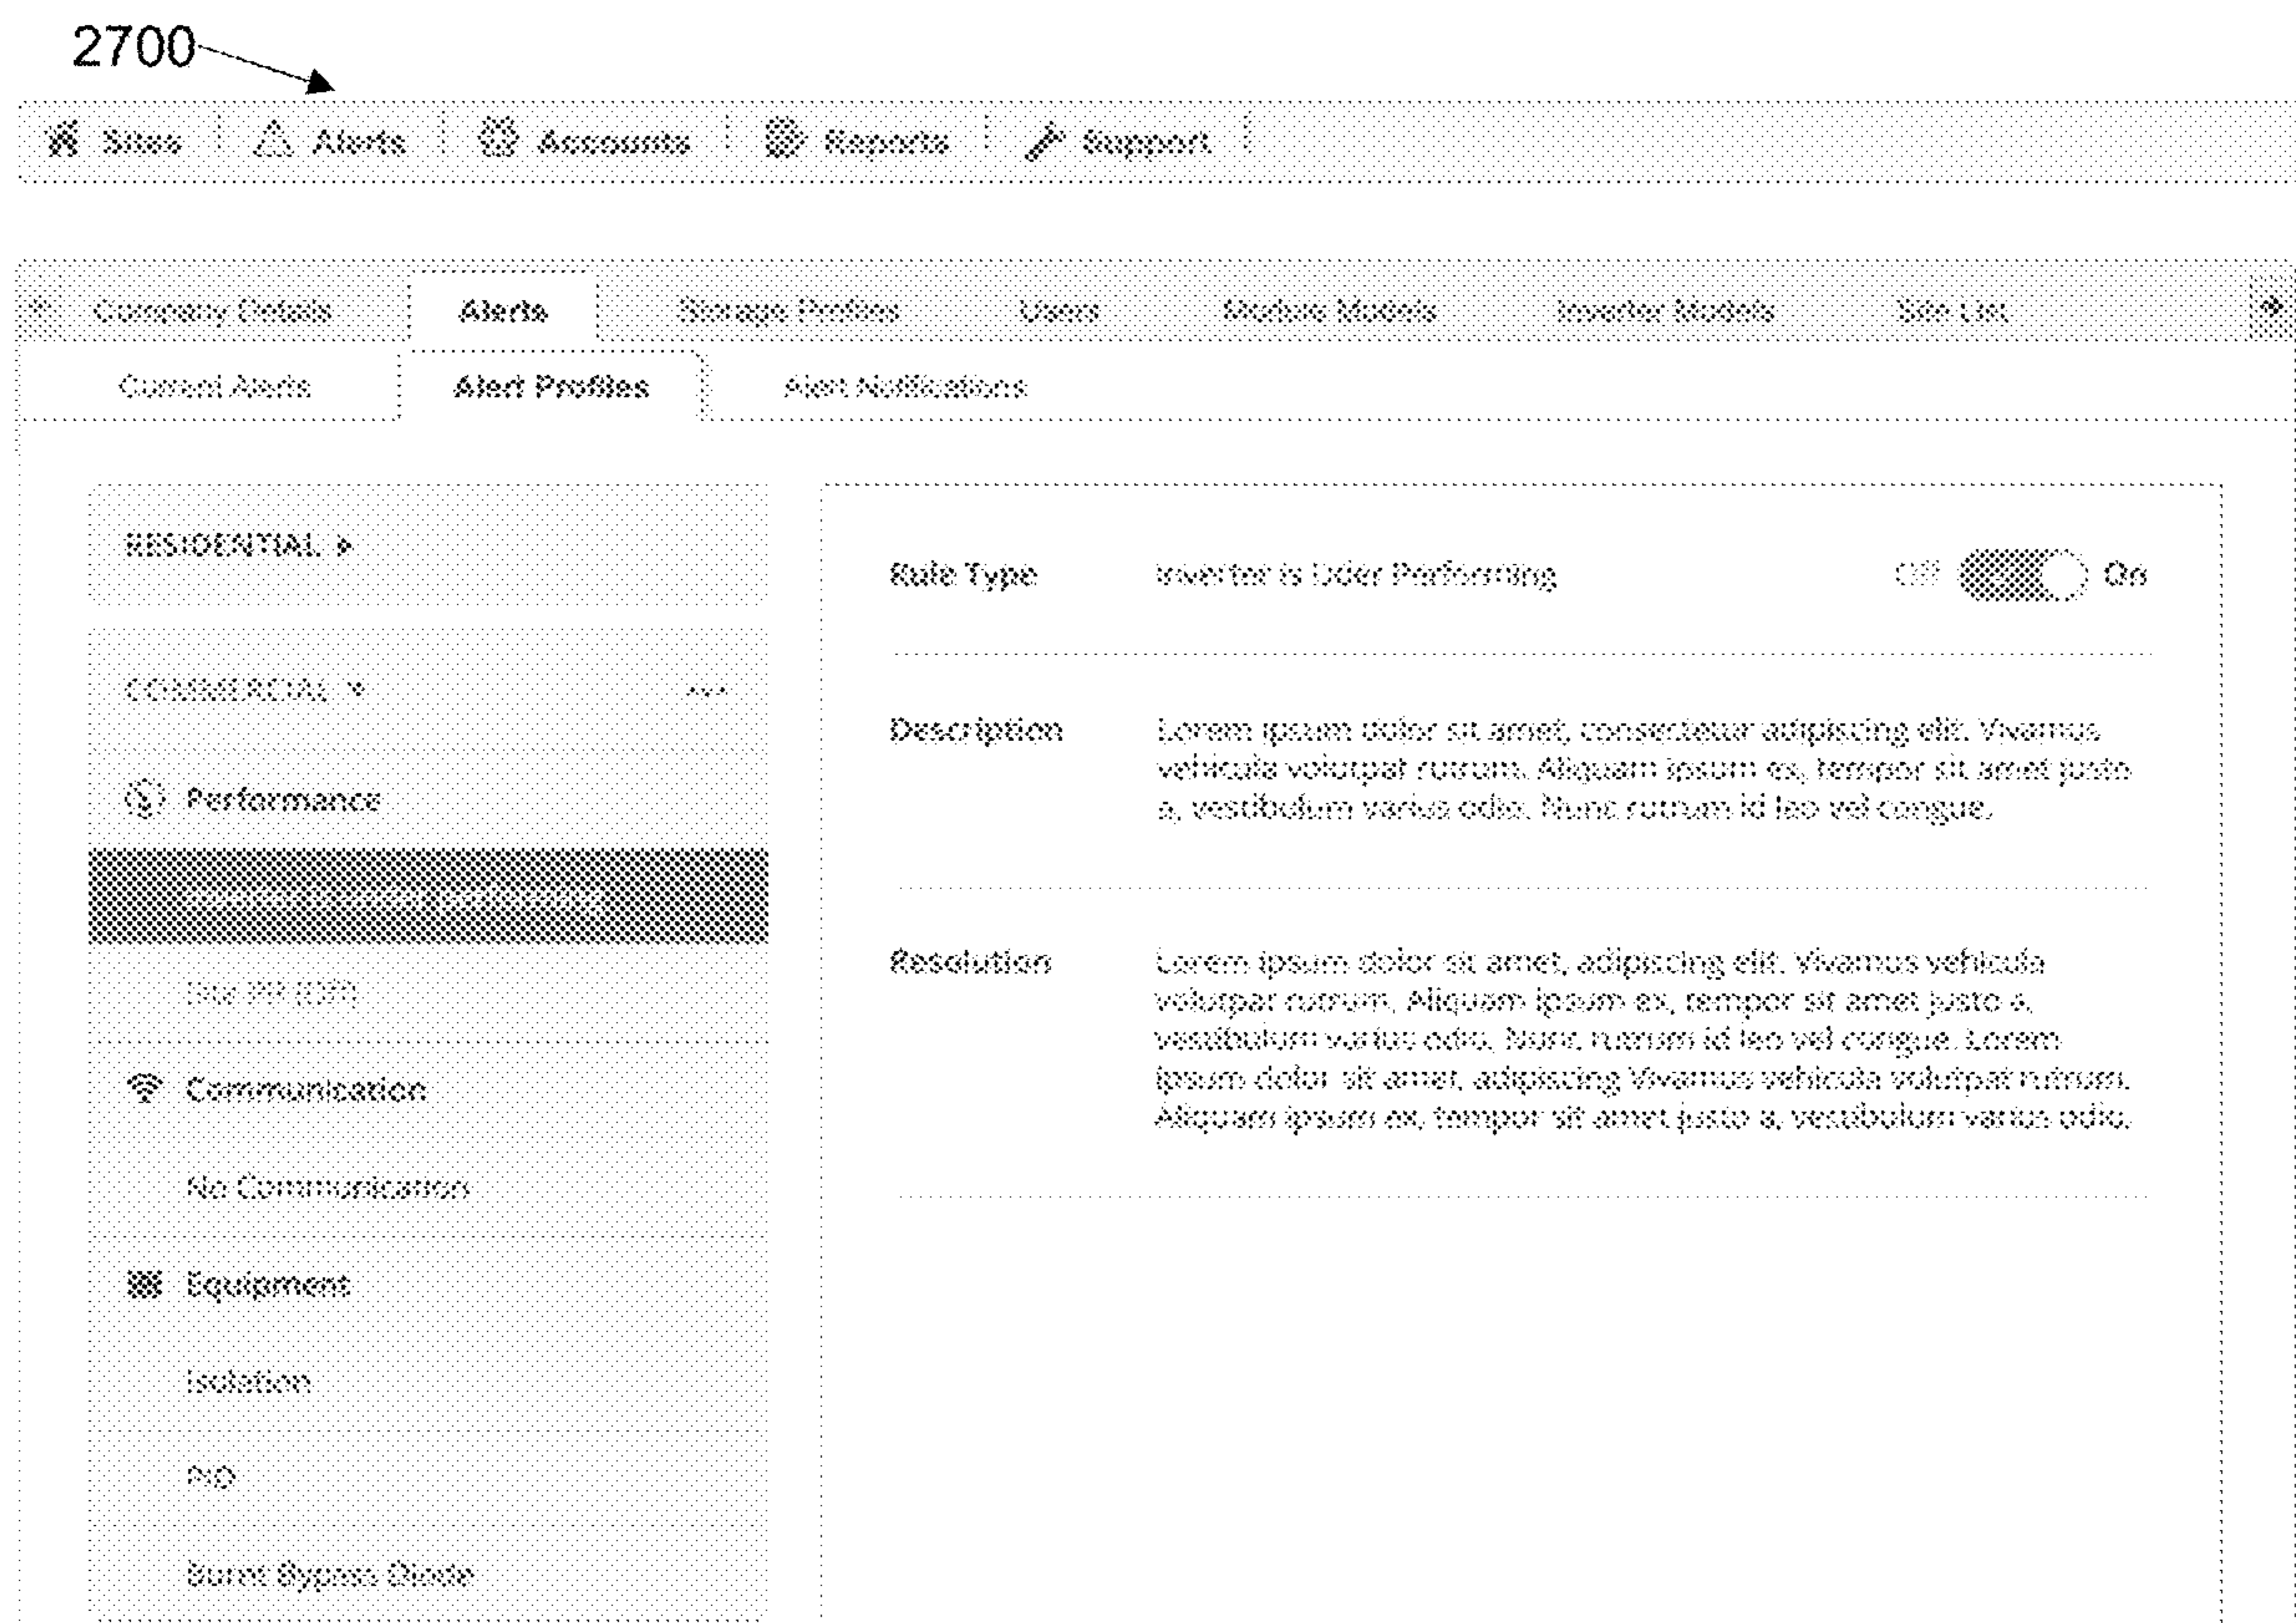 2700
Sites Alerts Accounts Reports Support
Company Details Alerts Storage Profiles Users Module Models Inverter Models Site List
Current Alerts Alert Profiles Alert Notifications
RESIDENTIAL
COMMERCIAL ...
Performance
Communication
No Communication
Equipment
Isolation
PID
Burnt Bypass Diode
Rule Type Inverter is Uder Performing Off On
Description Lorem ipsum dolor sit amet, consectetur adipiscing elit. Vivamus
vehicula volutpat rutrum. Aliquam ipsum ex, tempor sit amet justo
a, vestibulum varius odio. Nunc rutrum id leo vel congue.
Resolution Lorem ipsum dolor sit amet, adipiscing elit. Vivamus vehicula
volutpat rutrum. Aliquam ipsum ex, tempor sit amet justo a,
vestibulum varius odio. Nunc rutrum id leo vel congue. Lorem
ipsum dolor sit amet, adipiscing Vivamus vehicula volutpat rutrum.
Aliquam ipsum ex, tempor sit amet justo a, vestibulum varius odio.